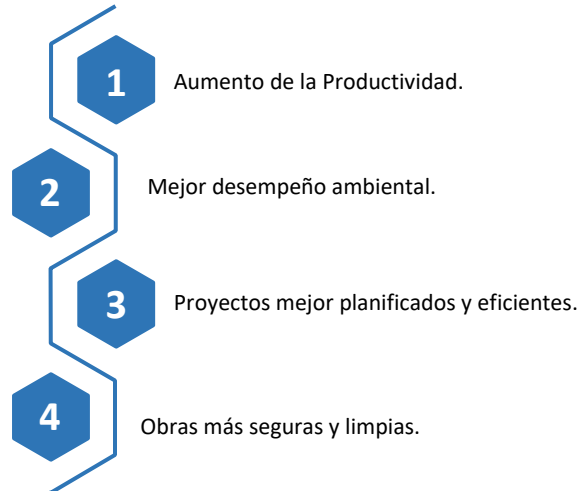 1
Aumento de la Productividad.
2
Mejor desempeño ambiental.
3
Proyectos mejor planificados y eficientes.
4
Obras más seguras y limpias.